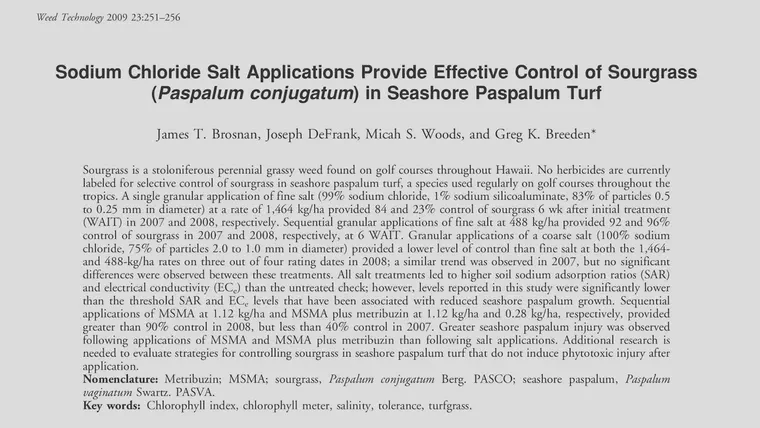 Weed Technology 2009 23:251–256
Sodium Chloride Salt Applications Provide Effective Control of Sourgrass
(Paspalum conjugatum) in Seashore Paspalum Turf
James T. Brosnan, Joseph DeFrank, Micah S. Woods, and Greg K. Breeden*
Sourgrass is a stoloniferous perennial grassy weed found on golf courses throughout Hawaii. No herbicides are currently
labeled for selective control of sourgrass in seashore paspalum turf, a species used regularly on golf courses throughout the
tropics. A single granular application of fine salt (99% sodium chloride, 1% sodium silicoaluminate, 83% of particles 0.5
to 0.25 mm in diameter) at a rate of 1,464 kg/ha provided 84 and 23% control of sourgrass 6 wk after initial treatment
(WAIT) in 2007 and 2008, respectively. Sequential granular applications of fine salt at 488 kg/ha provided 92 and 96%
control of sourgrass in 2007 and 2008, respectively, at 6 WAIT. Granular applications of a coarse salt (100% sodium
chloride, 75% of particles 2.0 to 1.0 mm in diameter) provided a lower level of control than fine salt at both the 1,464-
and 488-kg/ha rates on three out of four rating dates in 2008; a similar trend was observed in 2007, but no significant
differences were observed between these treatments. All salt treatments led to higher soil sodium adsorption ratios (SAR)
and electrical conductivity (ECe) than the untreated check; however, levels reported in this study were significantly lower
than the threshold SAR and ECe levels that have been associated with reduced seashore paspalum growth. Sequential
applications of MSMA at 1.12 kg/ha and MSMA plus metribuzin at 1.12 kg/ha and 0.28 kg/ha, respectively, provided
greater than 90% control in 2008, but less than 40% control in 2007. Greater seashore paspalum injury was observed
following applications of MSMA and MSMA plus metribuzin than following salt applications. Additional research is
needed to evaluate strategies for controlling sourgrass in seashore paspalum turf that do not induce phytotoxic injury after
application.
Nomenclature: Metribuzin; MSMA; sourgrass, Paspalum conjugatum Berg. PASCO; seashore paspalum, Paspalum
vaginatum Swartz. PASVA.
Key words: Chlorophyll index, chlorophyll meter, salinity, tolerance, turfgrass.